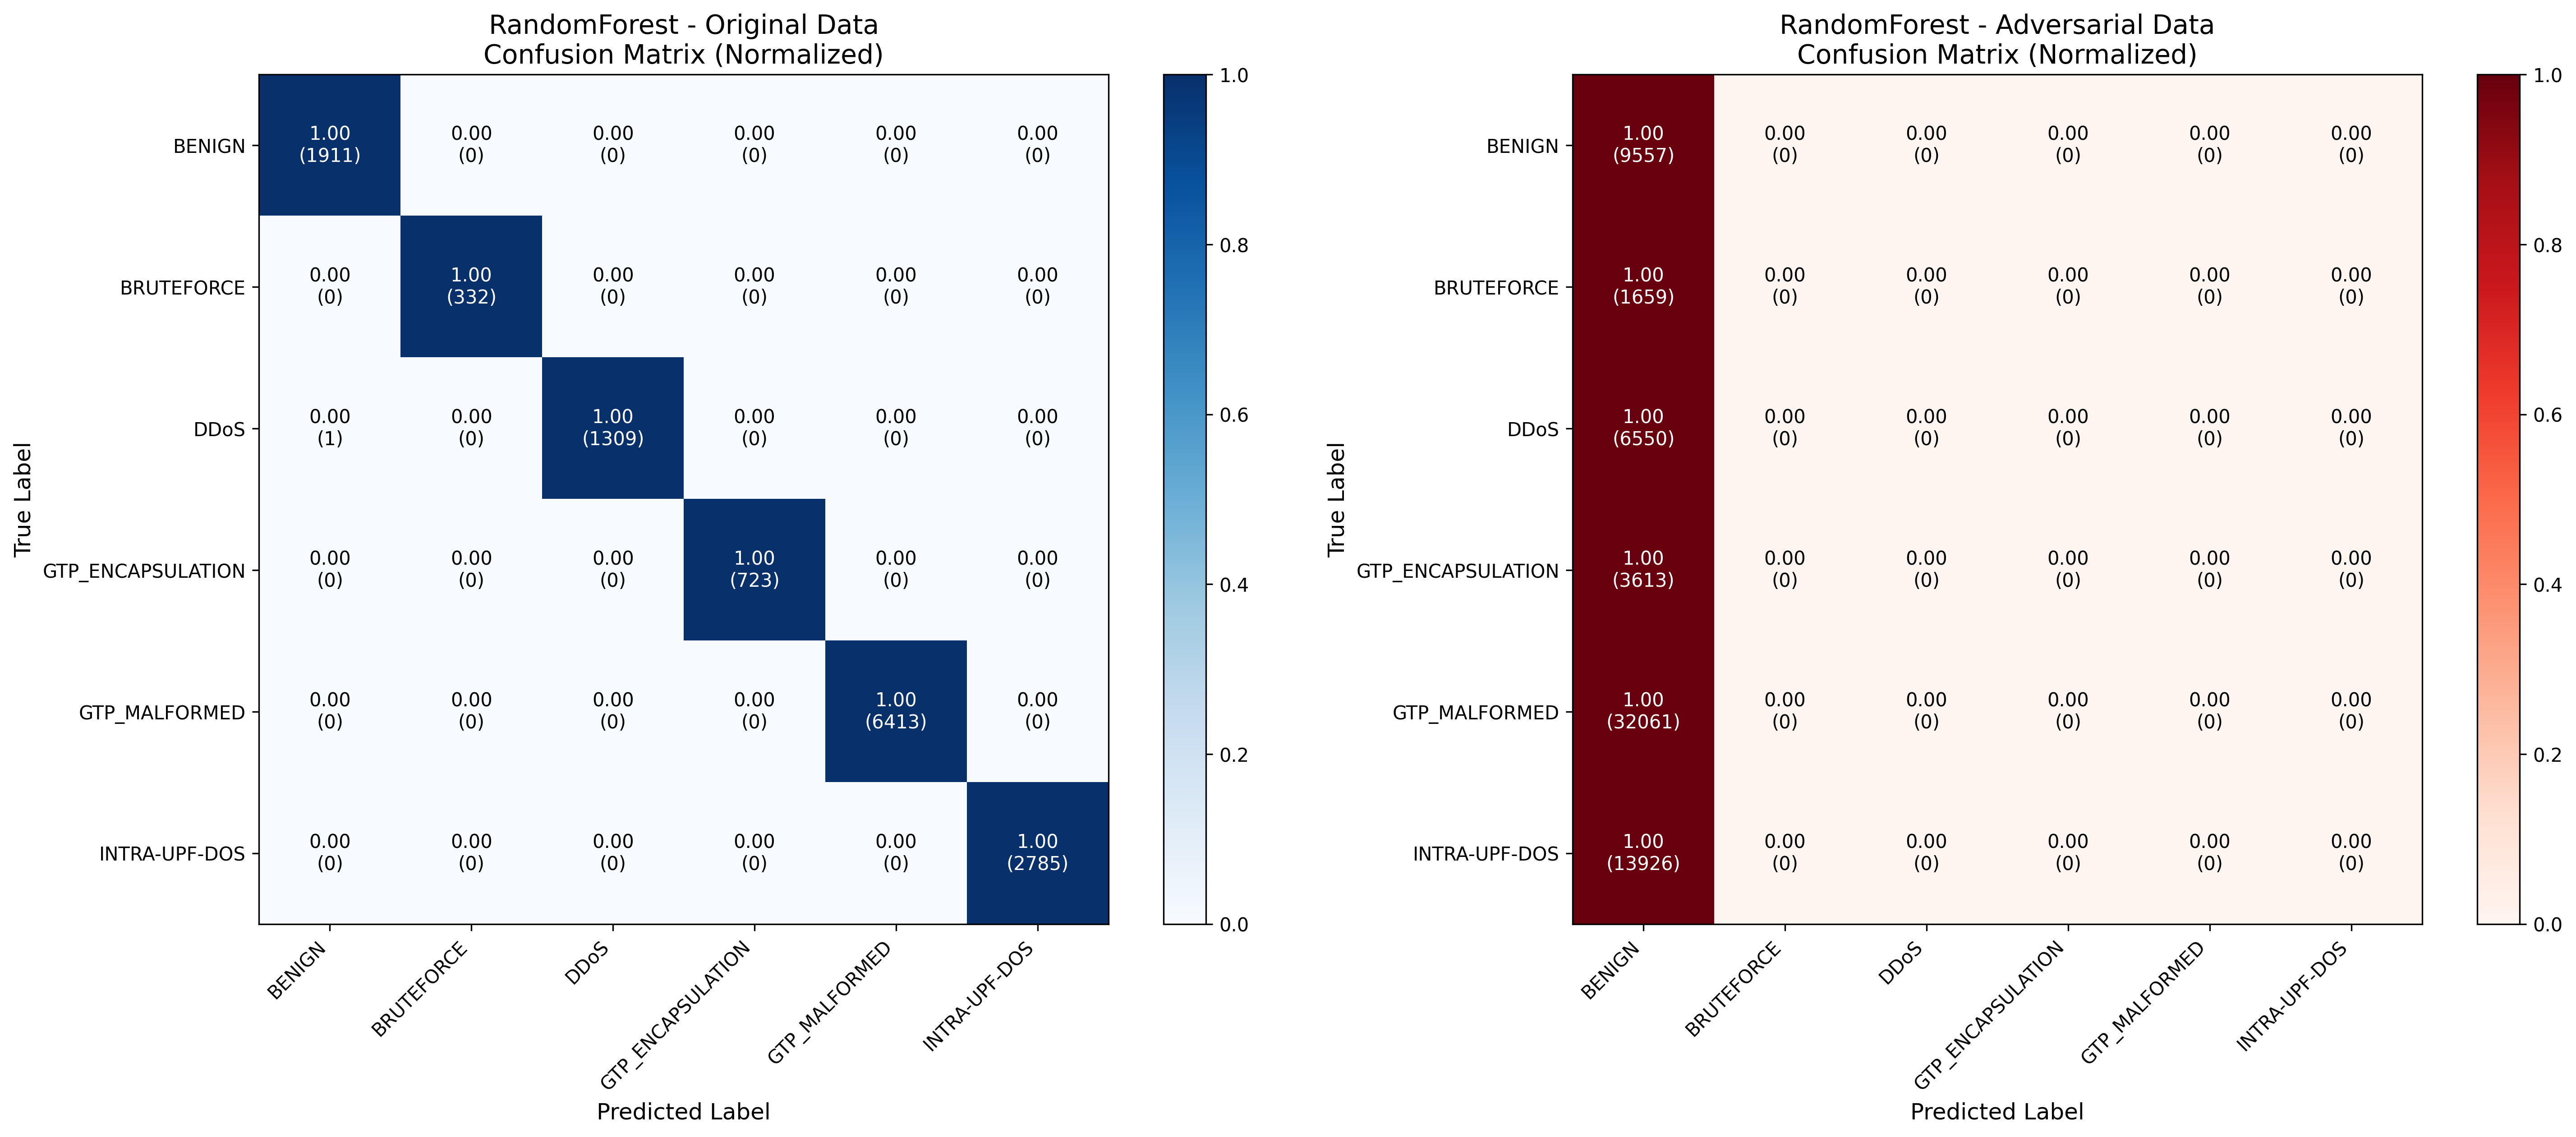 RandomForest - Original Data
Confusion Matrix (Normalized)
True Label
BENIGN
1.00 0.00 0.00 0.00 0.00 0.00
(1911) (0) (0) (0) (0) (0)
BRUTEFORCE
0.00 1.00 0.00 0.00 0.00 0.00
(0) (332) (0) (0) (0) (0)
DDoS
0.00 0.00 1.00 0.00 0.00 0.00
(1) (0) (1309) (0) (0) (0)
GTP_ENCAPSULATION
0.00 0.00 0.00 1.00 0.00 0.00
(0) (0) (0) (723) (0) (0)
GTP_MALFORMED
0.00 0.00 0.00 0.00 1.00 0.00
(0) (0) (0) (0) (6413) (0)
INTRA-UPF-DOS
0.00 0.00 0.00 0.00 0.00 1.00
(0) (0) (0) (0) (0) (2785)
BENIGN
BRUTEFORCE
DDoS
GTP_ENCAPSULATION
GTP_MALFORMED
INTRA-UPF-DOS
Predicted Label
1.0
0.8
0.6
0.4
0.2
0.0
RandomForest - Adversarial Data
Confusion Matrix (Normalized)
True Label
BENIGN
1.00 0.00 0.00 0.00 0.00 0.00
(9557) (0) (0) (0) (0) (0)
BRUTEFORCE
1.00 0.00 0.00 0.00 0.00 0.00
(1659) (0) (0) (0) (0) (0)
DDoS
1.00 0.00 0.00 0.00 0.00 0.00
(6550) (0) (0) (0) (0) (0)
GTP_ENCAPSULATION
1.00 0.00 0.00 0.00 0.00 0.00
(3613) (0) (0) (0) (0) (0)
GTP_MALFORMED
1.00 0.00 0.00 0.00 0.00 0.00
(32061) (0) (0) (0) (0) (0)
INTRA-UPF-DOS
1.00 0.00 0.00 0.00 0.00 0.00
(13926) (0) (0) (0) (0) (0)
BENIGN
BRUTEFORCE
DDoS
GTP_ENCAPSULATION
GTP_MALFORMED
INTRA-UPF-DOS
Predicted Label
1.0
0.8
0.6
0.4
0.2
0.0